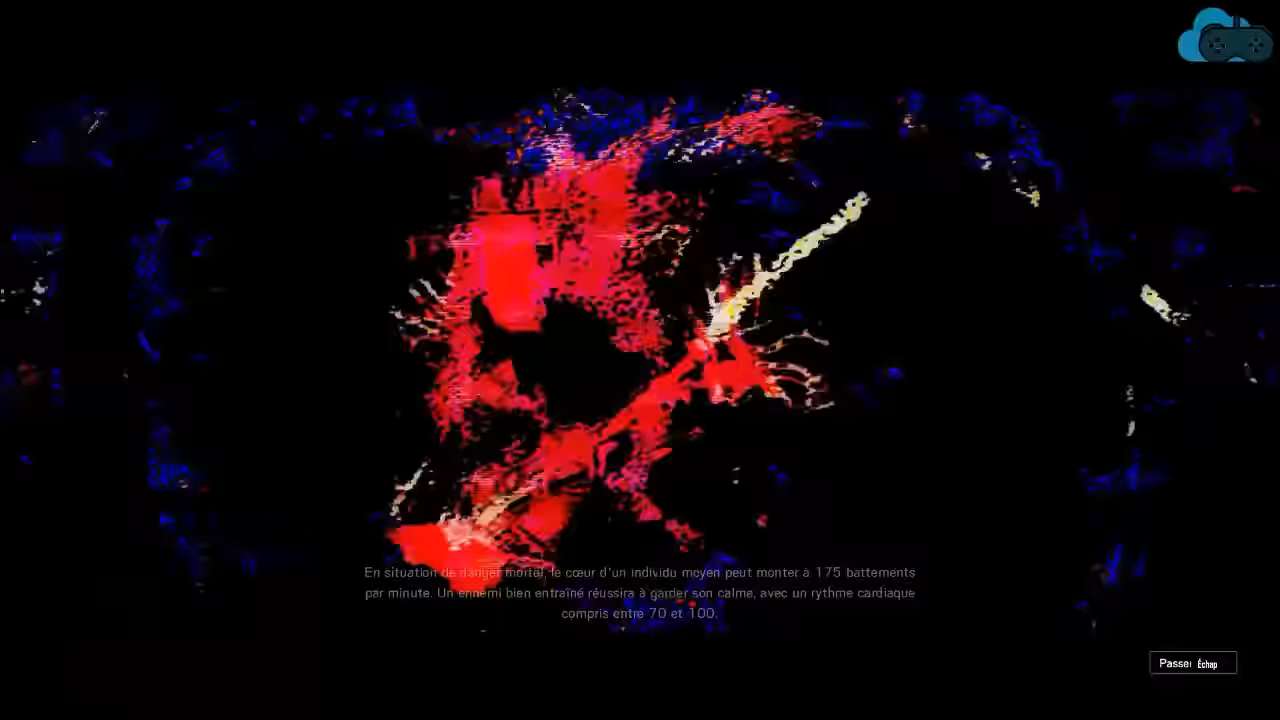 En situation de danger mortel, le cœur d'un individu moyen peut monter à 175 battements
par minute. Un ennemi bien entraîné réussira à garder son calme, avec un rythme cardiaque
compris entre 70 et 100.
Passer Échap